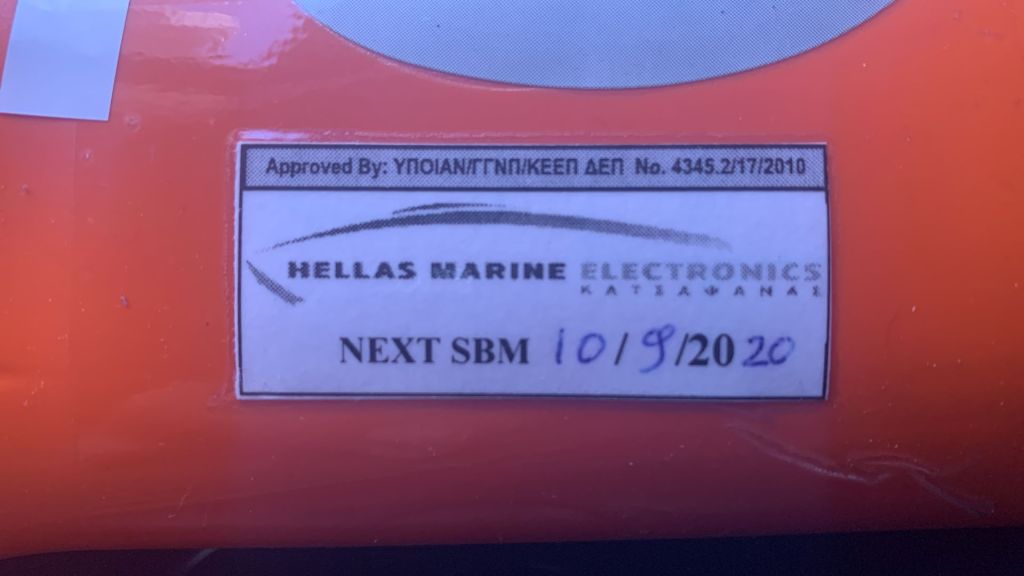 Approved By: ΥΠΟΙΑΝ/ΓΓΝΠ/ΚΕΕΠ ΔΕΠ No. 4345.2/17/2010
HELLAS MARINE ELECTRONICS
ΚΑΤΣΑΦΑΝΑΣ
NEXT SBM 10/9/2020